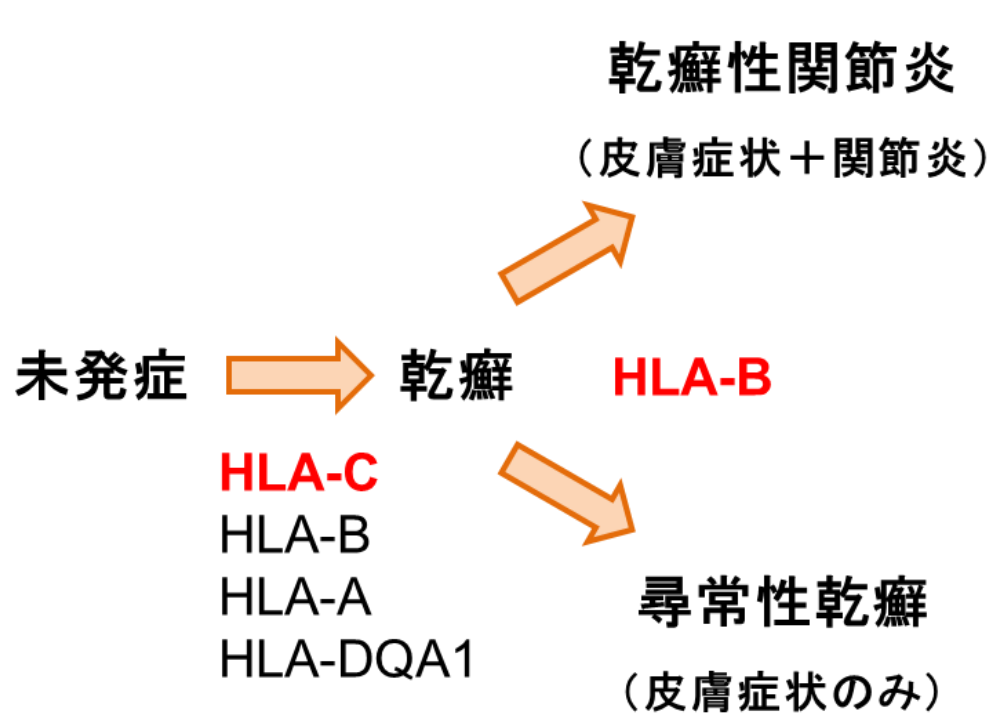 乾癬性関節炎
（皮膚症状＋関節炎）
未発症
乾癬
HLA-B
HLA-C
HLA-B
HLA-A
HLA-DQA1
尋常性乾癬
（皮膚症状のみ）